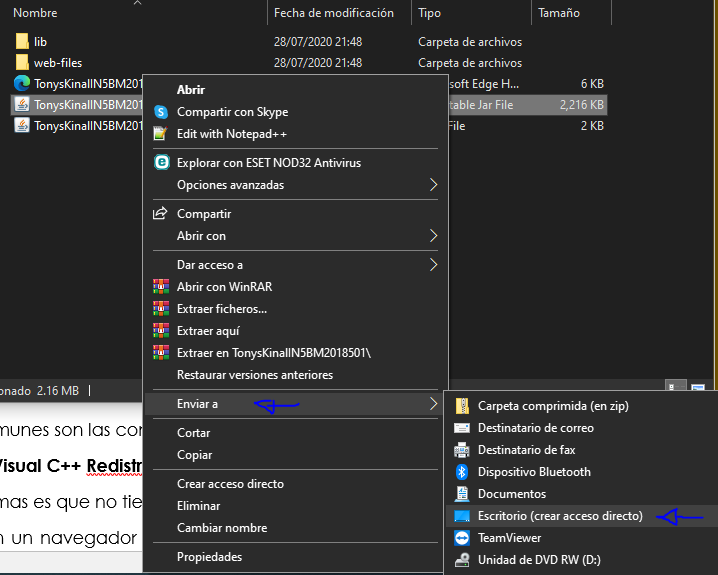 Nombre Fecha de modificación Tipo Tamaño
lib 28/07/2020 21:48 Carpeta de archivos
web-files 28/07/2020 21:48 Carpeta de archivos
TonysKinalIN5BM201 soft Edge H... 6 KB
TonysKinalIN5BM201 table Jar File 2,216 KB
TonysKinalIN5BM201 File 2 KB
Abrir
Compartir con Skype
Edit with Notepad++
Explorar con ESET NOD32 Antivirus
Opciones avanzadas
Compartir
Abrir con
Dar acceso a
Abrir con WinRAR
Extraer ficheros...
Extraer aquí
Extraer en TonysKinalIN5BM2018501\
Restaurar versiones anteriores
Enviar a
Cortar
Copiar
Crear acceso directo
Eliminar
Cambiar nombre
Propiedades
Carpeta comprimida (en zip)
Destinatario de correo
Destinatario de fax
Dispositivo Bluetooth
Documentos
Escritorio (crear acceso directo)
TeamViewer
Unidad de DVD RW (D:)
onado 2.16 MB
munes son las cor
Visual C++ Redistr
mas es que no tie
n un navegador